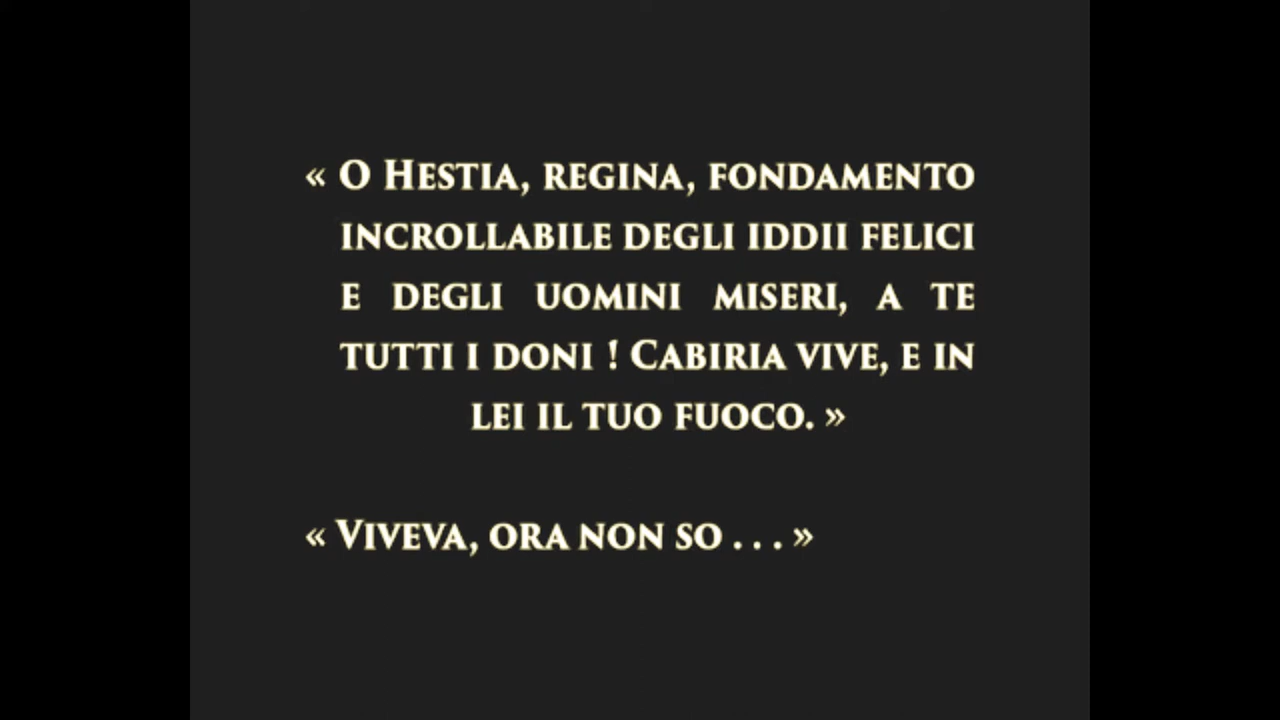 « O Hestia, regina, fondamento
incrollabile degli iddii felici
e degli uomini miseri, a te
tutti i doni ! Cabiria vive, e in
lei il tuo fuoco. »
« Viveva, ora non so . . . »